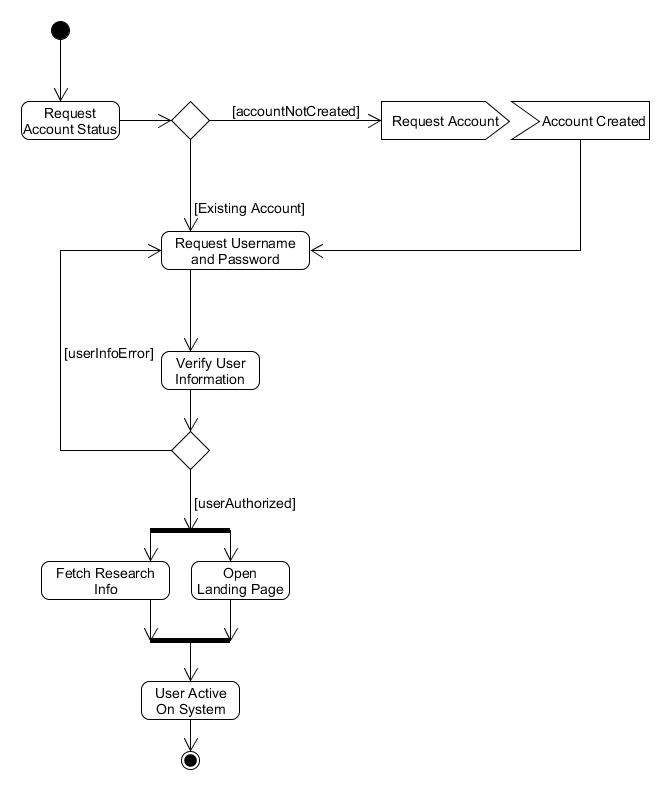 Request
Account Status
[accountNotCreated]
Request Account
Account Created
[Existing Account]
Request Username
and Password
[userInfoError]
Verify User
Information
[userAuthorized]
Fetch Research
Info
Open
Landing Page
User Active
On System